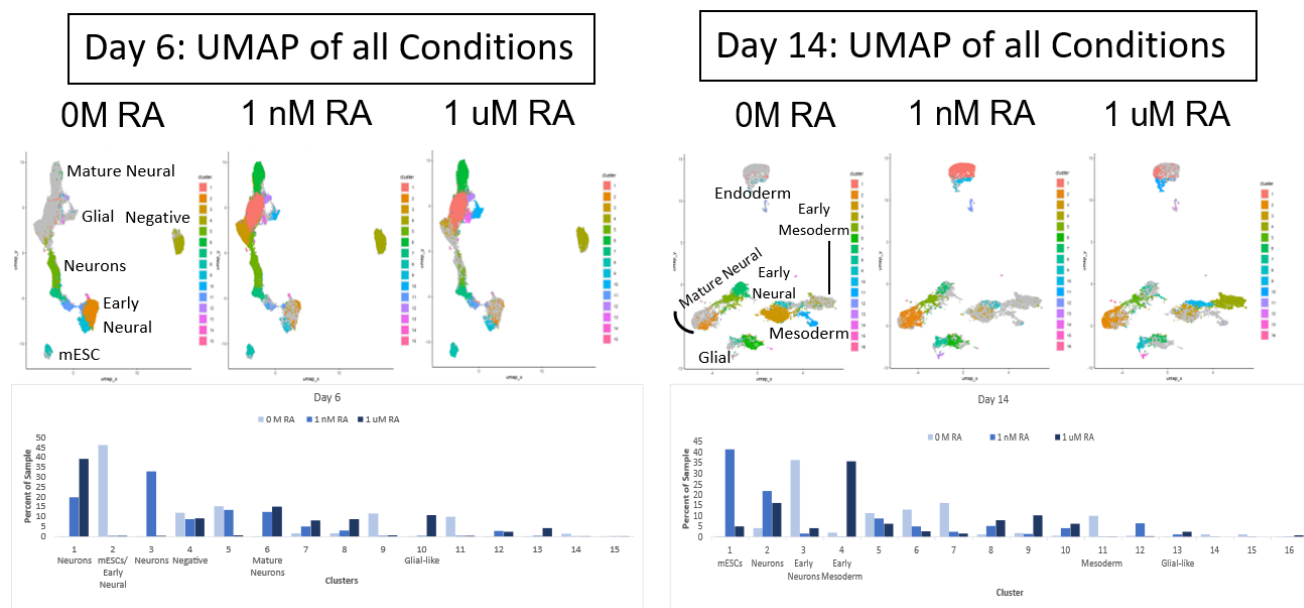 Day 6: UMAP of all Conditions
0M RA
1 nM RA
1 uM RA
Mature Neural
Glial
Negative
Neurons
Early
Neural
mESC
umap_x
umap_x
umap_x
Day 6
0 M RA
1 nM RA
1 uM RA
Percent of Sample
50
45
40
35
30
25
20
15
10
5
0
1 2 3 4 5 6 7 8 9 10 11 12 13 14 15
Neurons
mESCs/
Early
Neural
Neurons
Negative
Mature
Neurons
Glial-like
Clusters
Day 14: UMAP of all Conditions
0M RA
1 nM RA
1 uM RA
Endoderm
Early
Mesoderm
Mature Neural
Early
Neural
Mesoderm
Glial
umap_x
umap_x
umap_x
Day 14
0 M RA
1 nM RA
1 uM RA
Percent of Sample
45
40
35
30
25
20
15
10
5
0
1 2 3 4 5 6 7 8 9 10 11 12 13 14 15 16
mESCs
Neurons
Early
Neurons
Early
Mesoderm
Mesoderm
Glial-like
Cluster